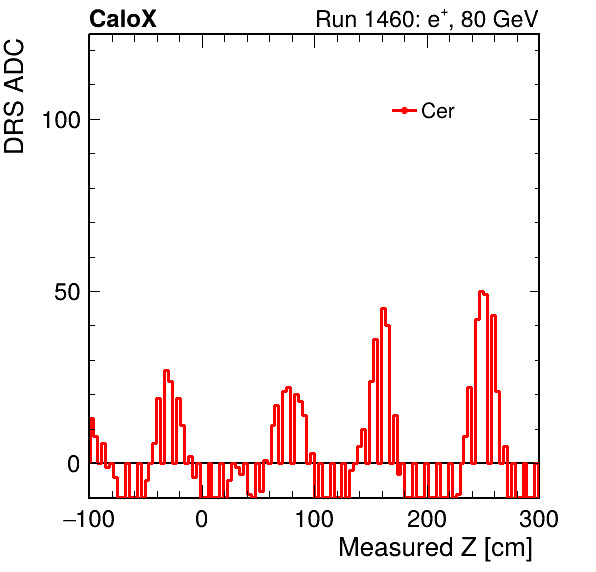 CaloX Run 1460: e⁺, 80 GeV
DRS ADC
Cer
100
50
0
−100 0 100 200 300
Measured Z [cm]